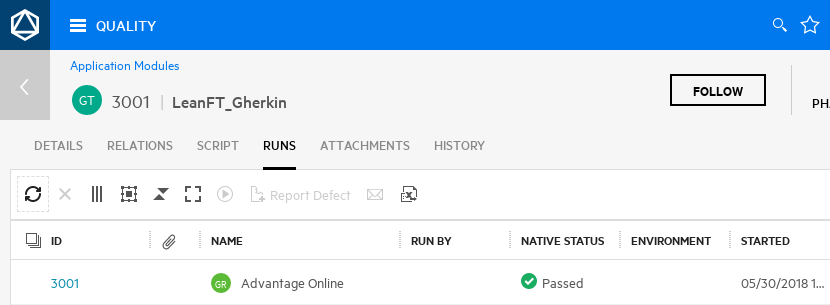 QUALITY
Application Modules
GT 3001 | LeanFT_Gherkin
FOLLOW
PHA
DETAILS RELATIONS SCRIPT RUNS ATTACHMENTS HISTORY
Report Defect
ID NAME RUN BY NATIVE STATUS ENVIRONMENT STARTED
3001 GR Advantage Online Passed 05/30/2018 1...